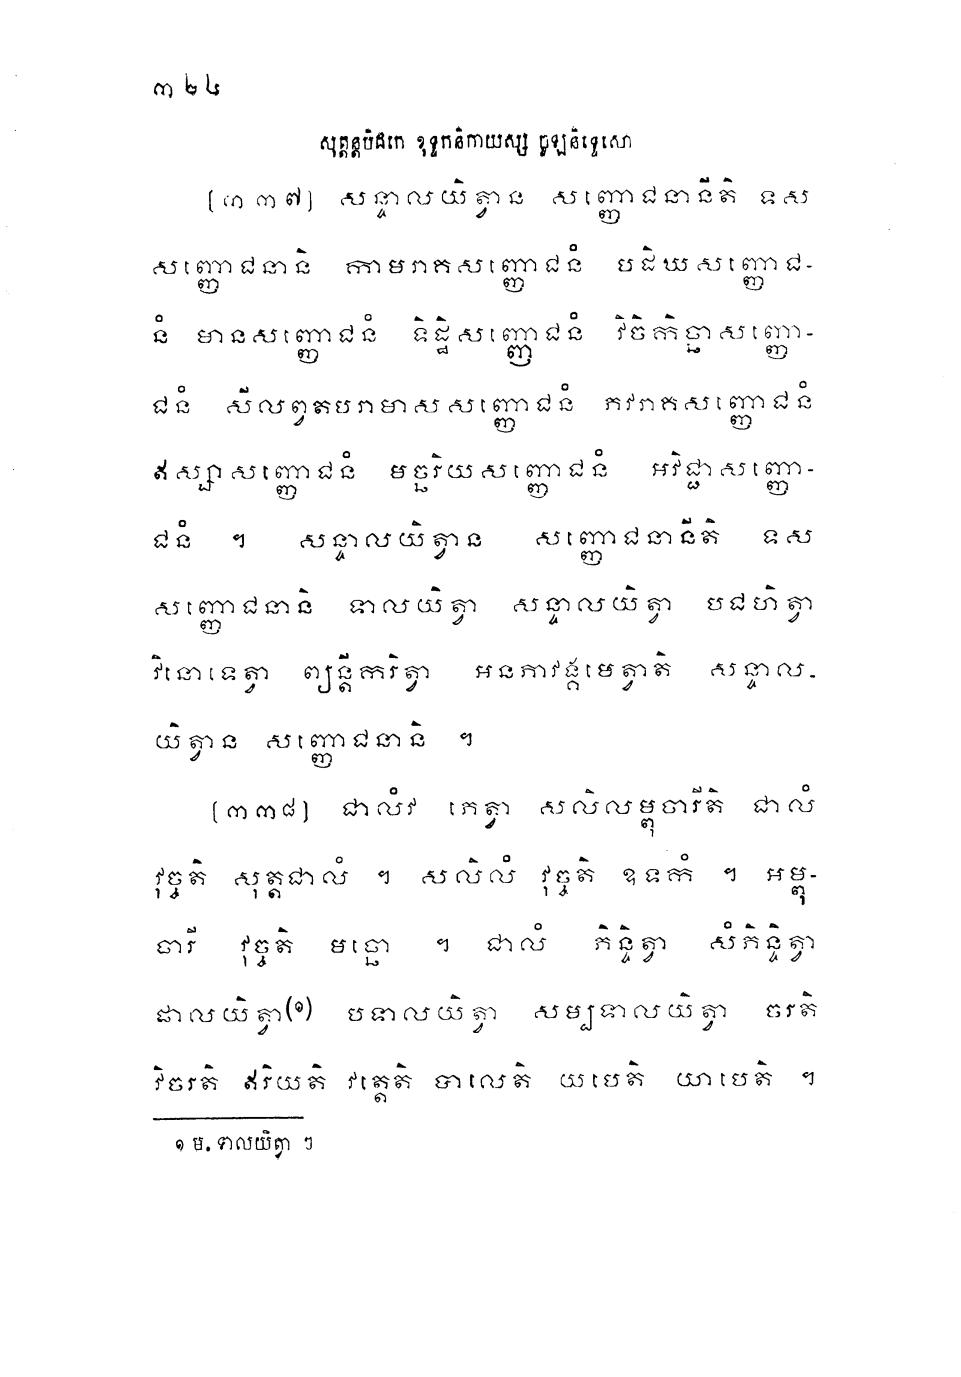 ៣២៤
សុត្តន្តបិដកេ ខុទ្ទកនិកាយស្ស ចូឡនិទ្ទេសោ
(៣៣៧) សន្ទាលយិត្វាន សញ្ញោជនានីតិ ទស
សញ្ញោជនានិ កាមរាគសញ្ញោជនំ បដិឃសញ្ញោជ-
នំ មានសញ្ញោជនំ ទិដ្ឋិសញ្ញោជនំ វិចិកិច្ឆាសញ្ញោ-
ជនំ សីលព្វតបរាមាសសញ្ញោជនំ ភវរាគសញ្ញោជនំ
ឥស្សាសញ្ញោជនំ មច្ឆរិយសញ្ញោជនំ អវិជ្ជាសញ្ញោ-
ជនំ ។ សន្ទាលយិត្វាន សញ្ញោជនានីតិ ទស
សញ្ញោជនានិ ទាលយិត្វា សន្ទាលយិត្វា បជហិត្វា
វិនោទេត្វា ព្យន្តីករិត្វា អនភាវង្គមេត្វាតិ សន្ទាល-
យិត្វាន សញ្ញោជនានិ ។
(៣៣៨) ជាលំវ ភេត្វា សលិលម្ពុចារីតិ ជាលំ
វុច្ចតិ សុត្តជាលំ ។ សលិលំ វុច្ចតិ ឧទកំ ។ អម្ពុ-
ចារី វុច្ចតិ មច្ឆោ ។ ជាលំ ភិន្ទិត្វា សំភិន្ទិត្វា
ដាលយិត្វា(១) បទាលយិត្វា សម្បទាលយិត្វា ចរតិ
វិចរតិ ឥរិយតិ វត្តេតិ ទាលេតិ យបេតិ យាបេតិ ។
១ ម. ទាលយិត្វា ។